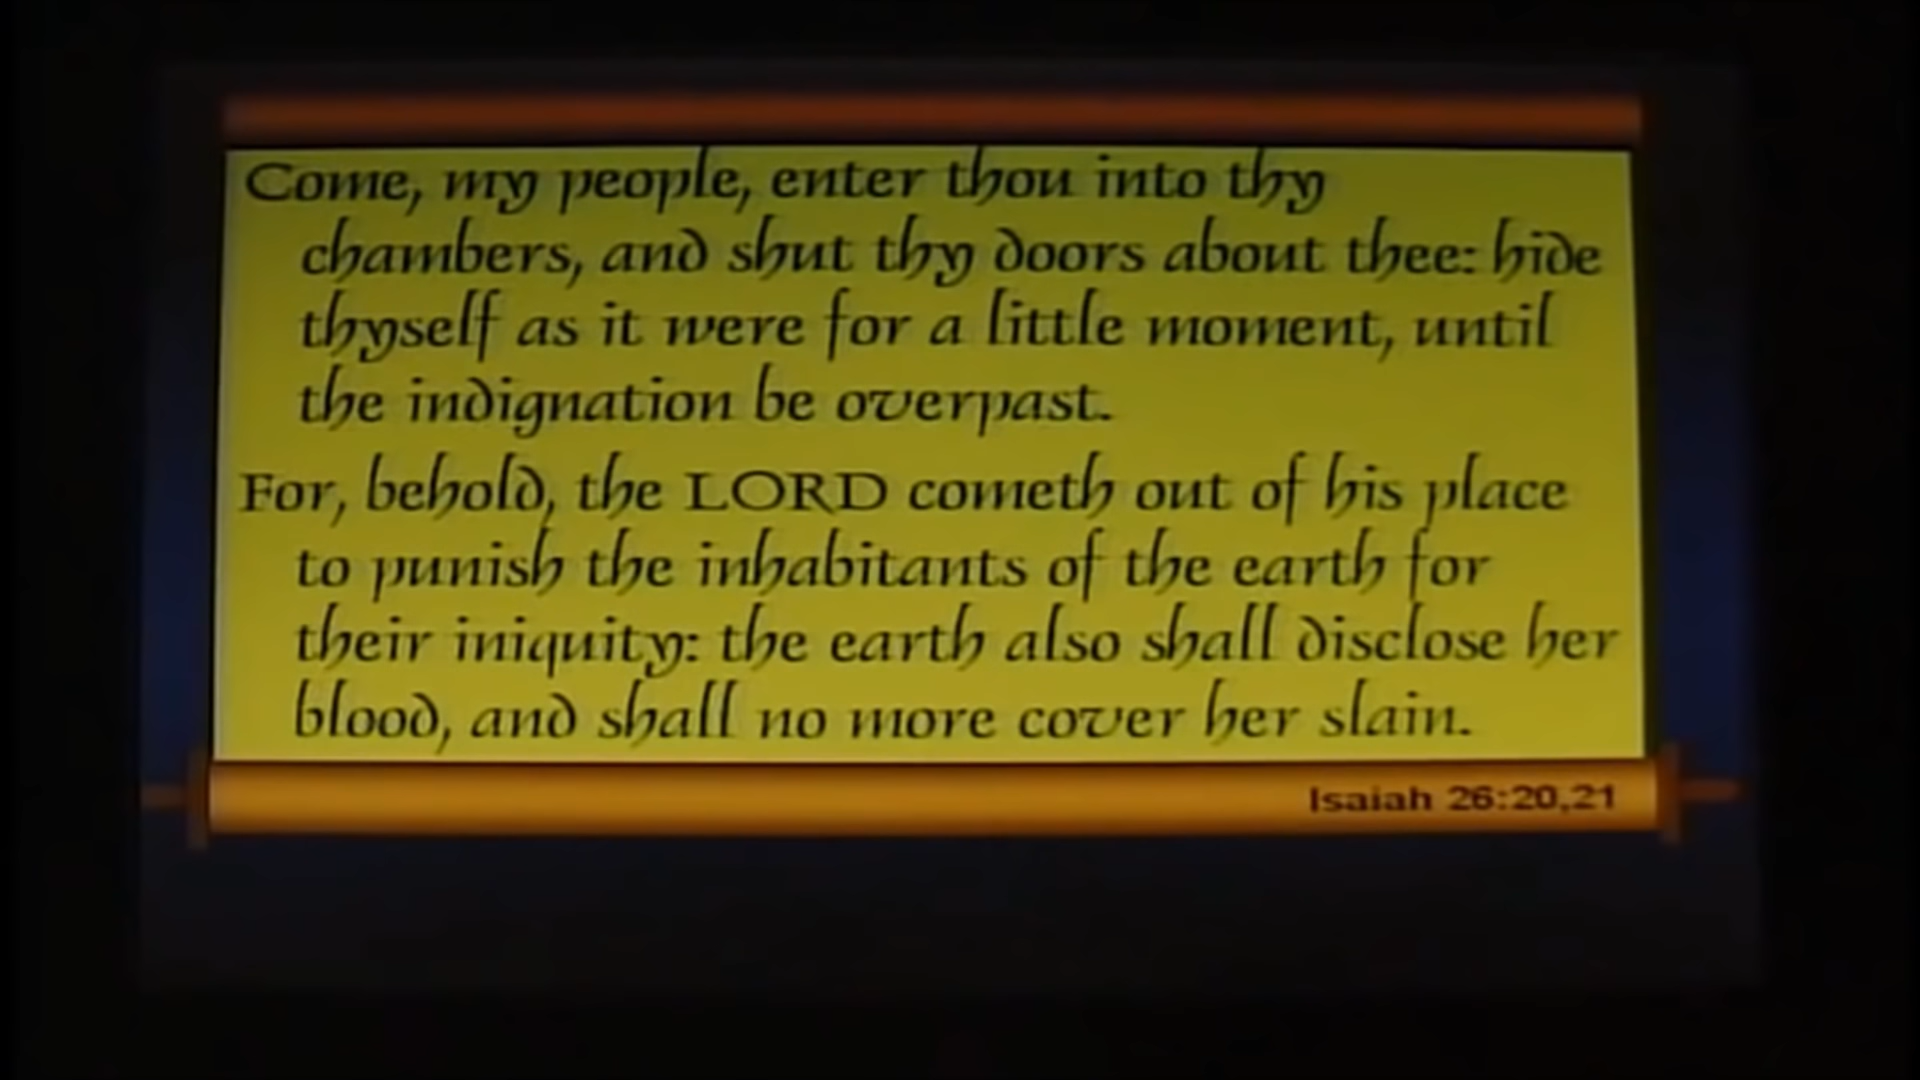 Come, my people, enter thou into thy
chambers, and shut thy doors about thee: hide
thyself as it were for a little moment, until
the indignation be overpast.
For, behold, the LORD cometh out of his place
to punish the inhabitants of the earth for
their iniquity: the earth also shall disclose her
blood, and shall no more cover her slain.
Isaiah 26:20,21